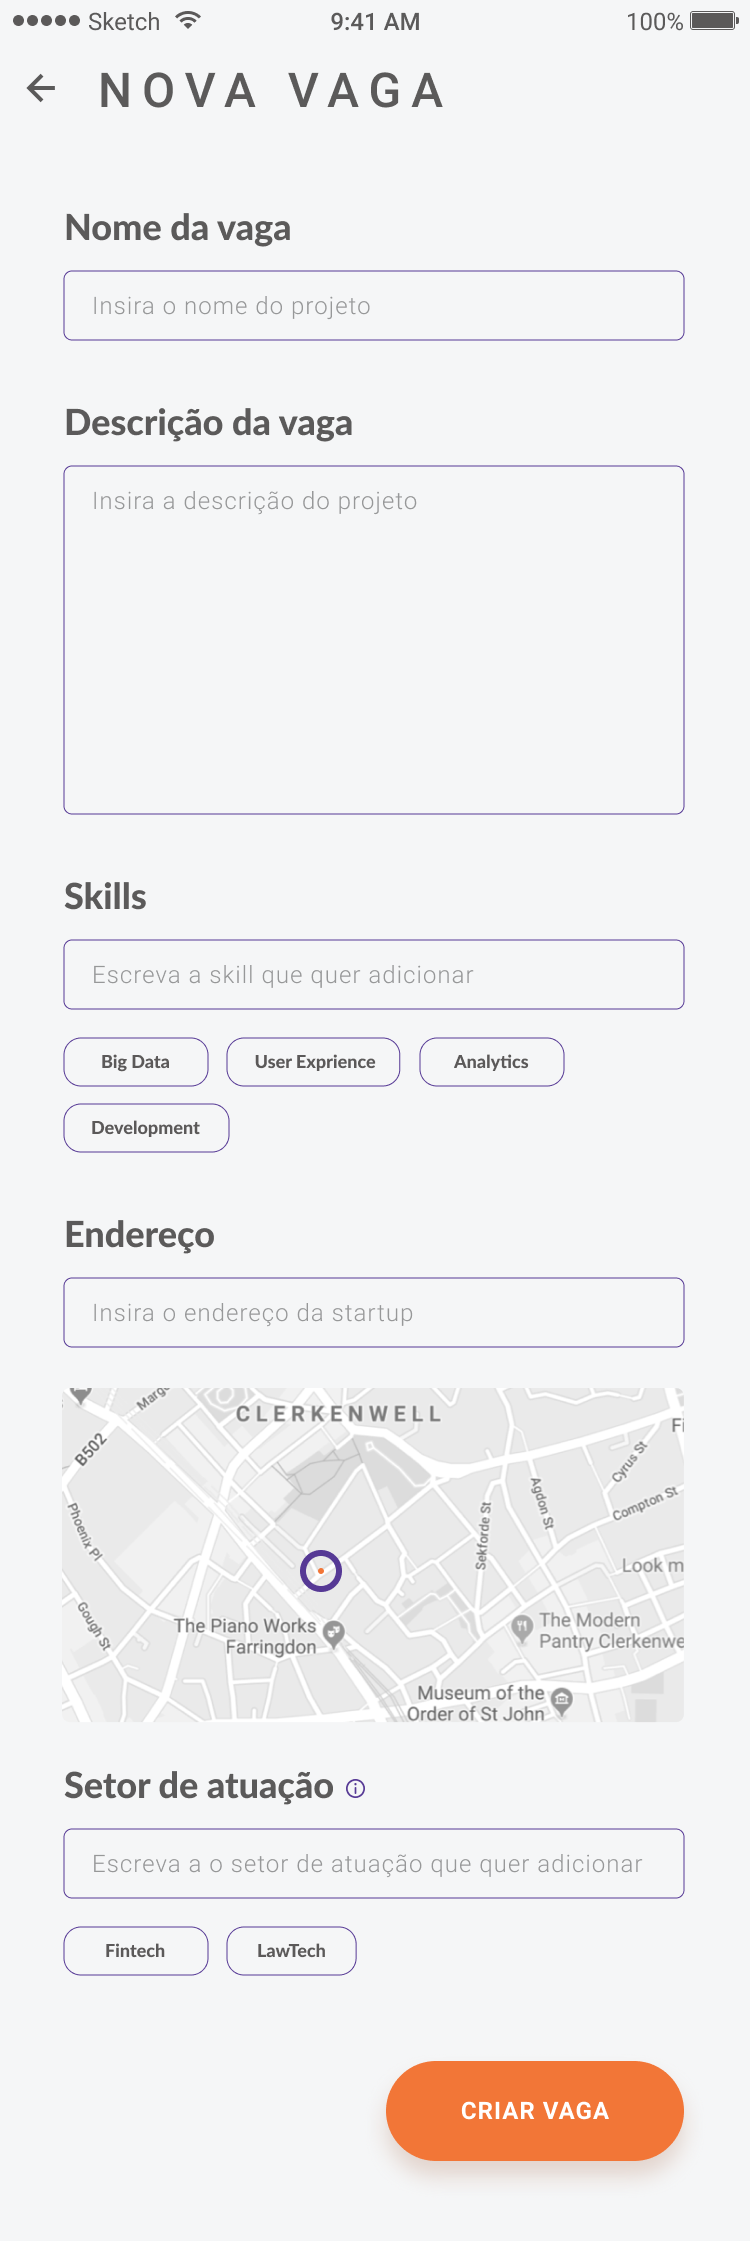 Sketch 9:41 AM 100%
NOVA VAGA
Nome da vaga
Insira o nome do projeto
Descrição da vaga
Insira a descrição do projeto
Skills
Escreva a skill que quer adicionar
Big Data User Exprience Analytics
Development
Endereço
Insira o endereço da startup
CLERKENWELL
B502
Phoenix Pl
Gough St
Sekforde St
Agdon St
Cyrus St
Compton St
Look m
The Piano Works
Farringdon
The Modern
Pantry Clerkenwe
Museum of the
Order of St John
Setor de atuação
Escreva a o setor de atuação que quer adicionar
Fintech LawTech
CRIAR VAGA